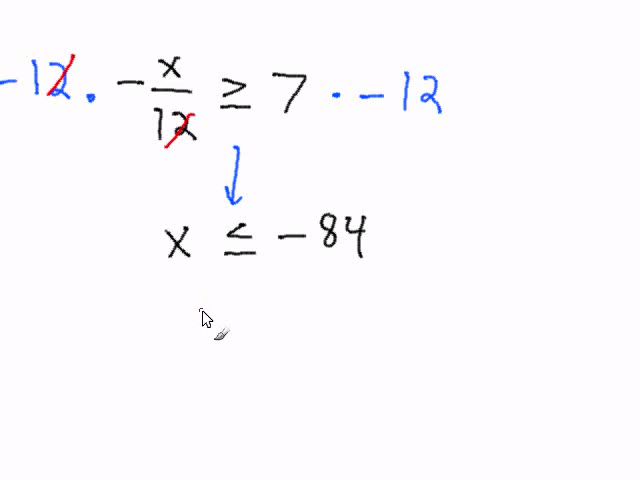 -12 · - x/12 ≥ 7 · -12
x ≤ -84